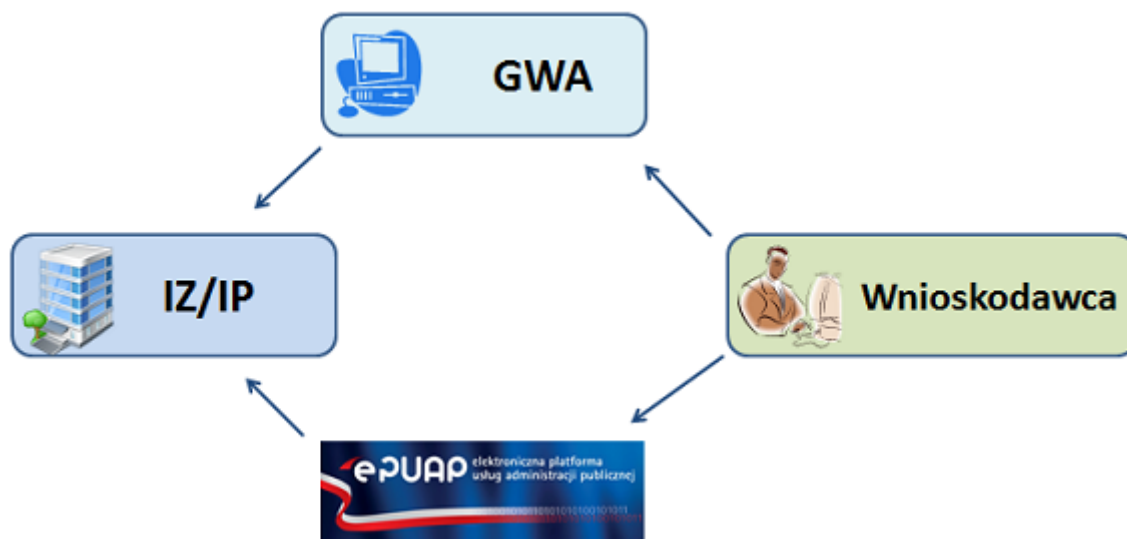 GWA
IZ/IP
Wnioskodawca
ePUAP
elektroniczna platforma
usług administracji publicznej